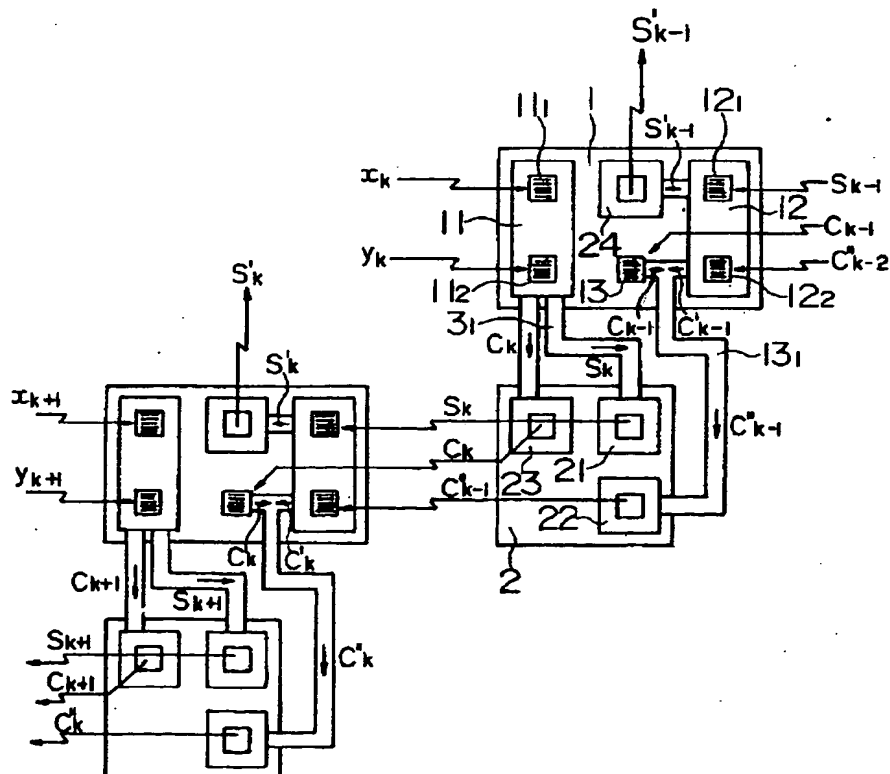 S'k-1
11₁
1
S'k-1
12₁
xk
Sk-1
11
24
12
Ck-1
yk
C"k-2
11₂
13
12₂
S'k
3₁
Ck-1
C'k-1
Ck
13₁
S'k
Sk
xk+1
Sk
C"k-1
Ck
23
21
yk+1
C"k-1
22
Ck
C'k
2
Ck+1
Sk+1
Sk+1
C"k
Ck+1
C"k